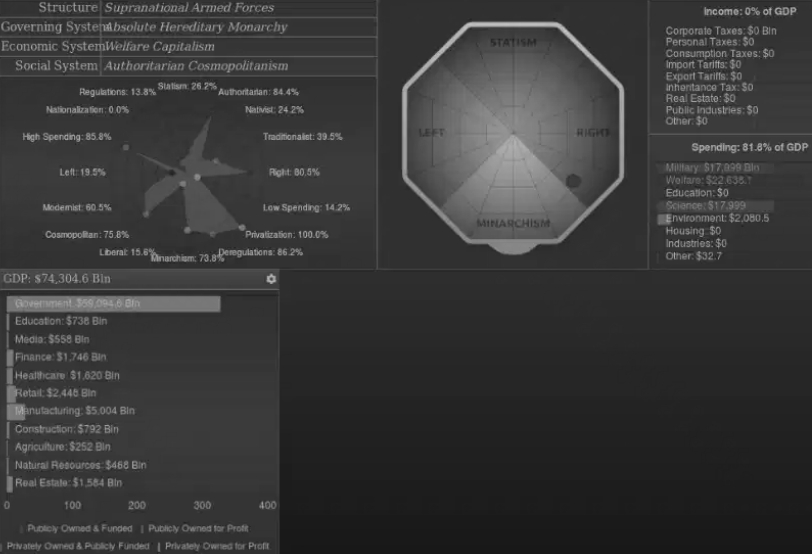 Structure Supranational Armed Forces
Governing System Absolute Hereditary Monarchy
Economic System Welfare Capitalism
Social System Authoritarian Cosmopolitanism
Statism: 26.2%
Regulations: 13.8%
Authoritarian: 84.4%
Nationalization: 0.0%
Nativist: 24.2%
High Spending: 85.8%
Traditionalist: 39.5%
Left: 19.5%
Right: 80.5%
Modernist: 60.5%
Low Spending: 14.2%
Cosmopolitan: 75.8%
Privatization: 100.0%
Liberal: 15.6%
Deregulations: 86.2%
Minarchism: 73.8%
STATISM
LEFT
RIGHT
MINARCHISM
Income: 0% of GDP
Corporate Taxes: $0 Bln
Personal Taxes: $0
Consumption Taxes: $0
Import Tariffs: $0
Export Tariffs: $0
Inheritance Tax: $0
Real Estate: $0
Public Industries: $0
Other: $0
Spending: 81.8% of GDP
Military: $17,999 Bln
Welfare: $22,636.1
Education: $0
Science: $17,999
Environment: $2,080.5
Housing: $0
Industries: $0
Other: $32.7
GDP: $74,304.6 Bln
Government: $59,094.6 Bln
Education: $738 Bln
Media: $558 Bln
Finance: $1,746 Bln
Healthcare: $1,620 Bln
Retail: $2,448 Bln
Manufacturing: $5,004 Bln
Construction: $792 Bln
Agriculture: $252 Bln
Natural Resources: $468 Bln
Real Estate: $1,584 Bln
0 100 200 300 400
| Publicly Owned & Funded | Publicly Owned for Profit
| Privately Owned & Publicly Funded | Privately Owned for Profit